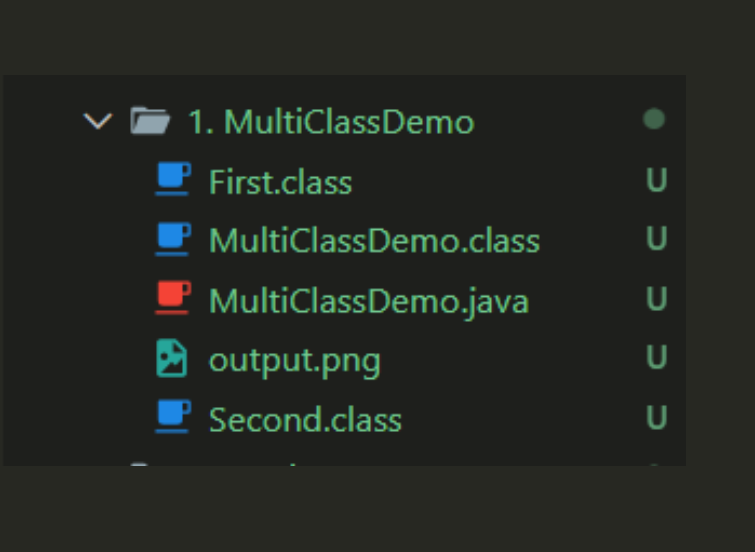 1. MultiClassDemo
First.class U
MultiClassDemo.class U
MultiClassDemo.java U
output.png U
Second.class U